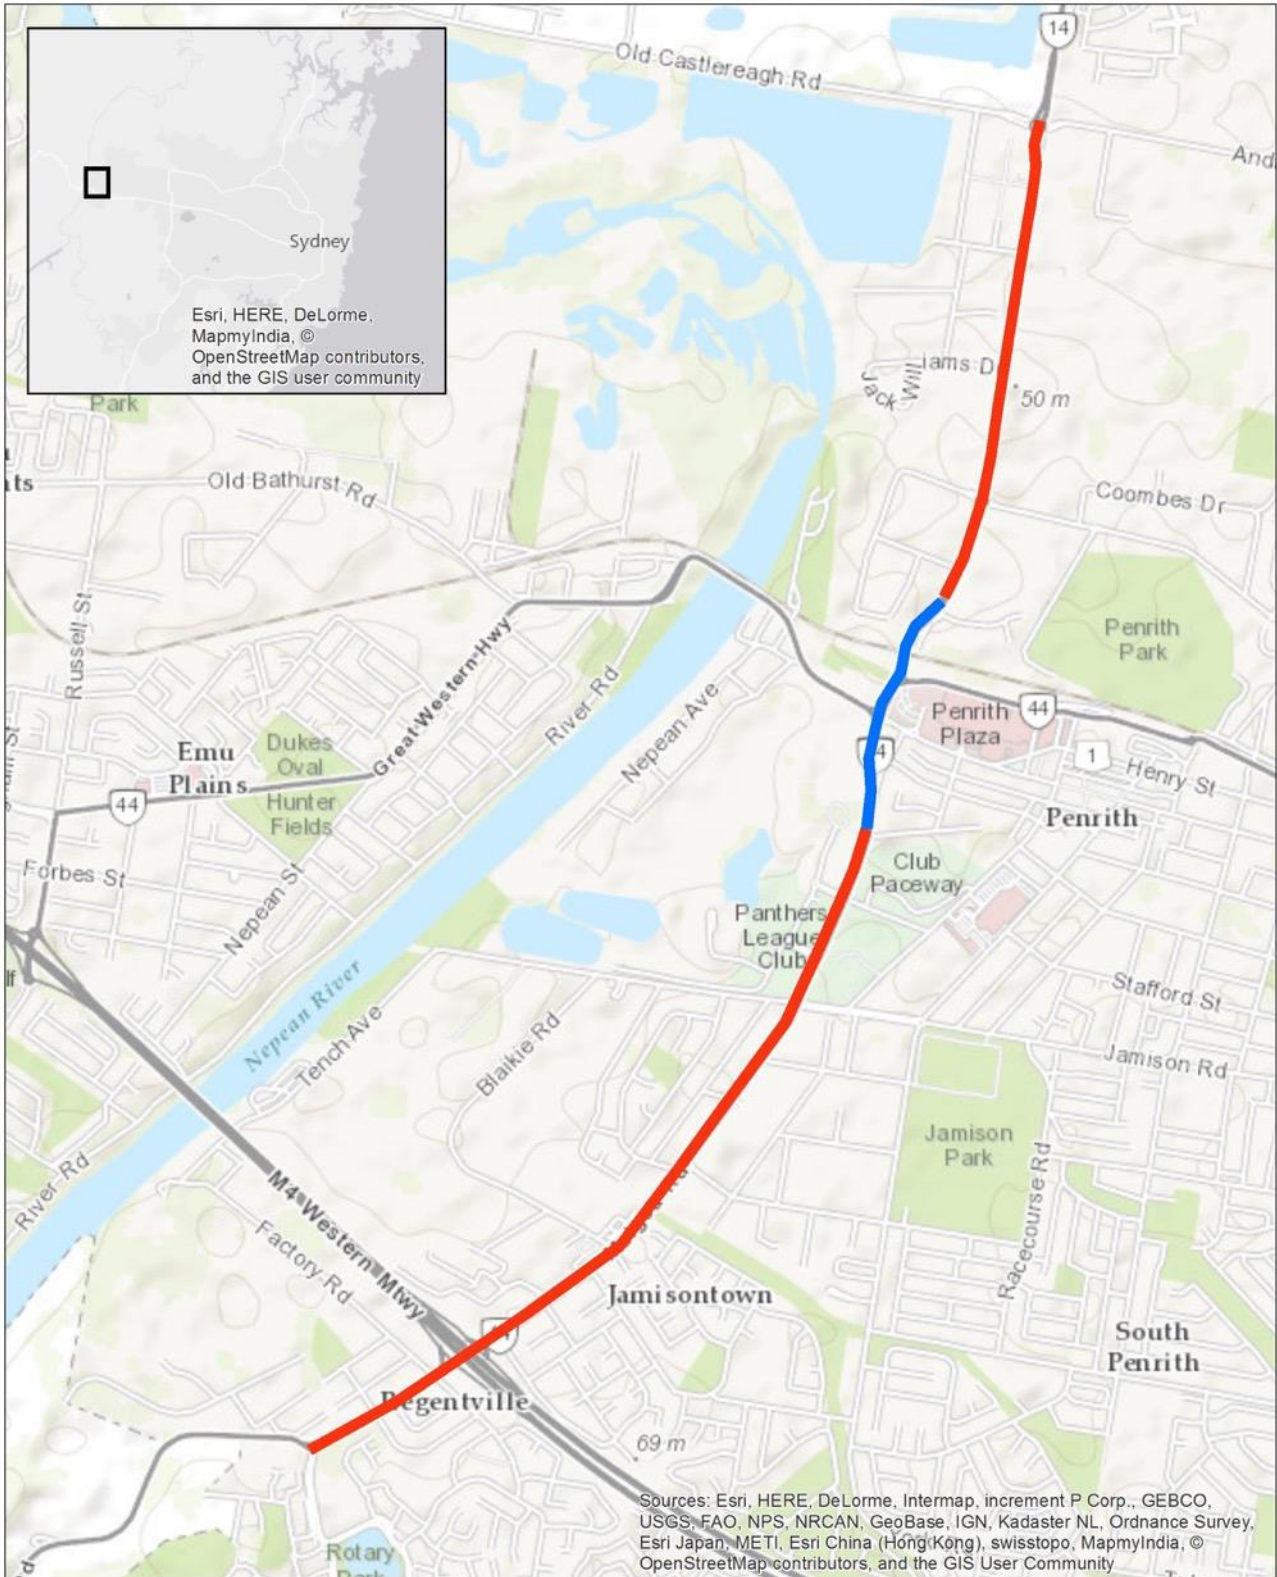 14
Old Castlereagh Rd
Sydney
Esri, HERE, DeLorme,
MapmyIndia, ©
OpenStreetMap contributors,
and the GIS user community
Jack Will
iams D
50 m
Park
Old Bathurst Rd
Coombes Dr
Russell St
Great Western Hwy
River Rd
Nepean Ave
Penrith
Park
Penrith
Plaza
44
1
Henry St
Emu
Plains
Dukes
Oval
44
Hunter
Fields
Penrith
Forbes St
Nepean St
Club
Paceway
Panthers
League
Club
Nepean River
Tench Ave
Blaikie Rd
Stafford St
Jamison Rd
Jamison
Park
Racecourse Rd
River Rd
M4 Western Mtwy
Factory Rd
Jamisontown
South
Penrith
Regentville
69 m
Rotary
Park
Sources: Esri, HERE, DeLorme, Intermap, increment P Corp., GEBCO,
USGS, FAO, NPS, NRCAN, GeoBase, IGN, Kadaster NL, Ordnance Survey,
Esri Japan, METI, Esri China (Hong Kong), swisstopo, MapmyIndia, ©
OpenStreetMap contributors, and the GIS User Community